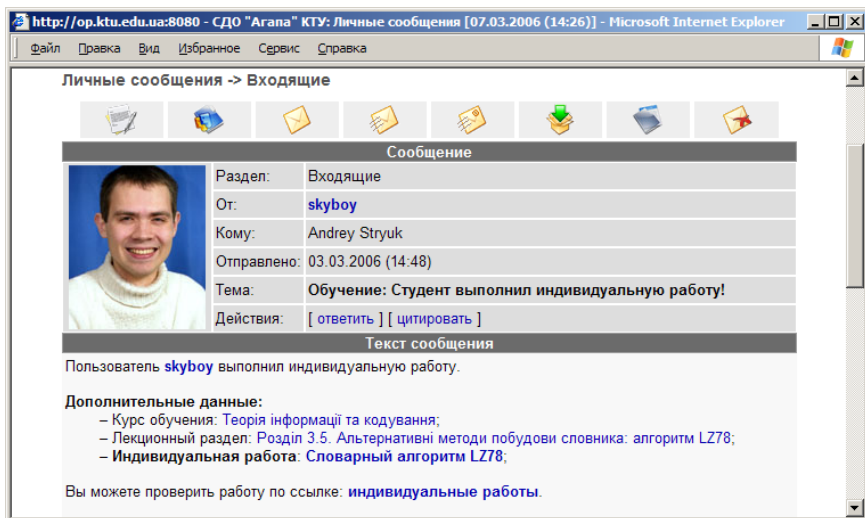 http://op.ktu.edu.ua:8080 - СДО "Агапа" КТУ: Личные сообщения [07.03.2006 (14:26)] - Microsoft Internet Explorer
Файл Правка Вид Избранное Сервис Справка
Личные сообщения -> Входящие
Сообщение
Раздел: Входящие
От: skyboy
Кому: Andrey Stryuk
Отправлено: 03.03.2006 (14:48)
Тема: Обучение: Студент выполнил индивидуальную работу!
Действия: [ ответить ] [ цитировать ]
Текст сообщения
Пользователь skyboy выполнил индивидуальную работу.
Дополнительные данные:
– Курс обучения: Теорія інформації та кодування;
– Лекционный раздел: Розділ 3.5. Альтернативні методи побудови словника: алгоритм LZ78;
– Индивидуальная работа: Словарный алгоритм LZ78;
Вы можете проверить работу по ссылке: индивидуальные работы.